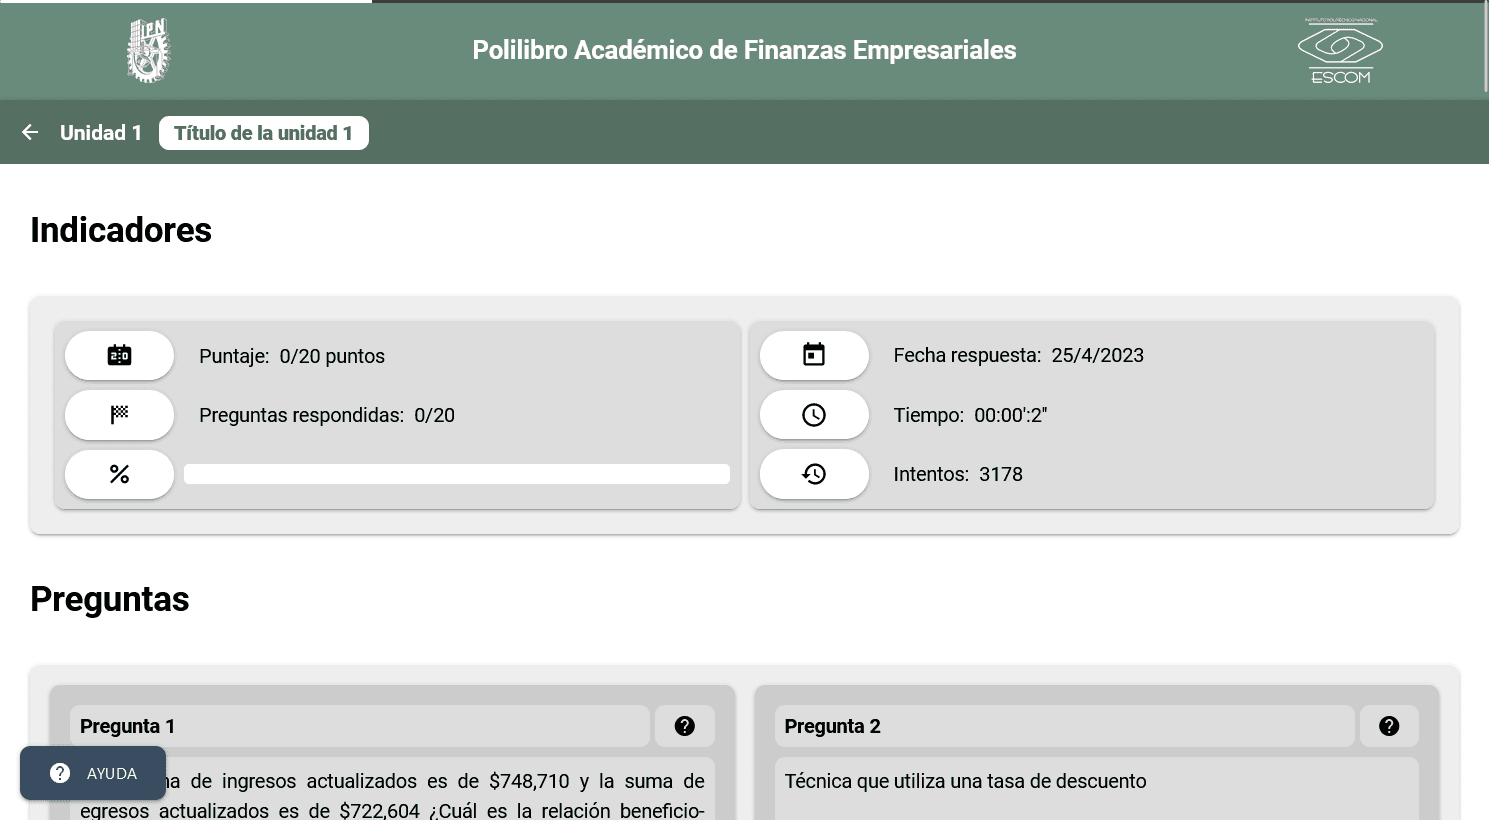 IPN
Polilibro Académico de Finanzas Empresariales
INSTITUTO POLITÉCNICO NACIONAL
ESCOM
Unidad 1
Título de la unidad 1
Indicadores
Puntaje: 0/20 puntos
Preguntas respondidas: 0/20
Fecha respuesta: 25/4/2023
Tiempo: 00:00':2"
Intentos: 3178
Preguntas
Pregunta 1
de ingresos actualizados es de $748,710 y la suma de
egresos actualizados es de $722,604 ¿Cuál es la relación beneficio-
Pregunta 2
Técnica que utiliza una tasa de descuento
AYUDA